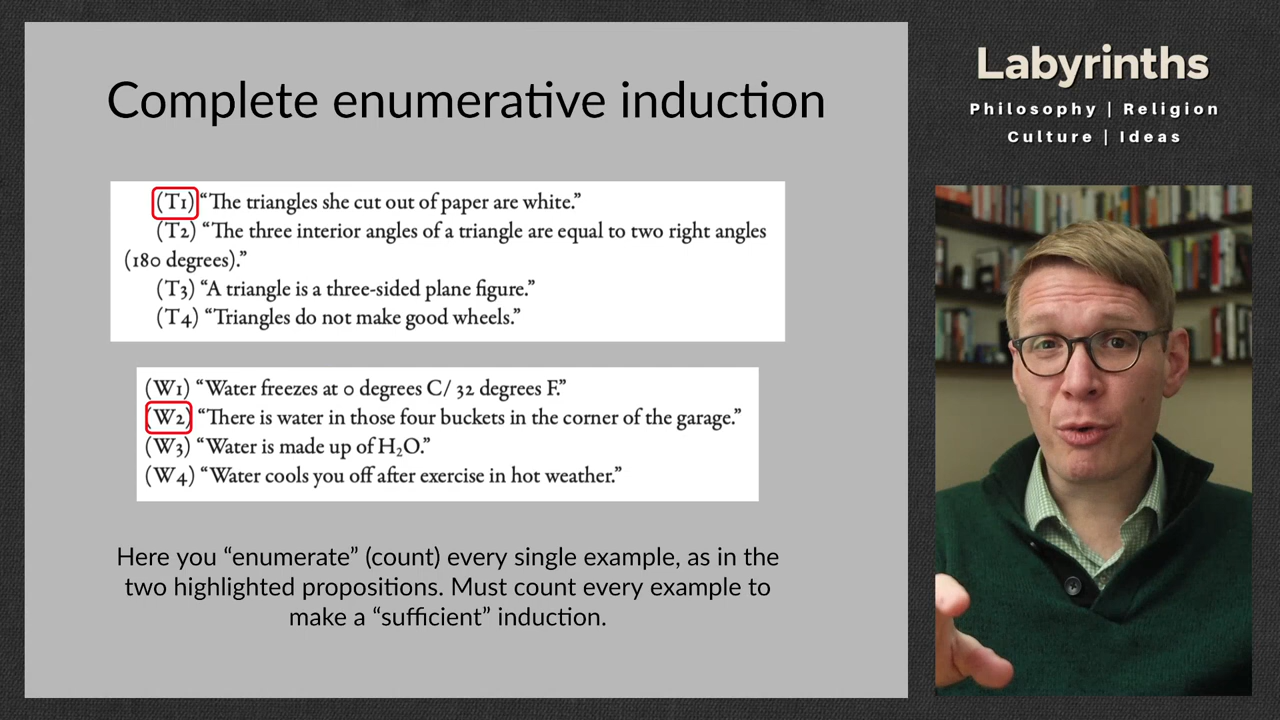 Complete enumerative induction
(T1) “The triangles she cut out of paper are white.”
(T2) “The three interior angles of a triangle are equal to two right angles
(180 degrees).”
(T3) “A triangle is a three-sided plane figure.”
(T4) “Triangles do not make good wheels.”
(W1) “Water freezes at 0 degrees C/ 32 degrees F.”
(W2) “There is water in those four buckets in the corner of the garage.”
(W3) “Water is made up of H₂O.”
(W4) “Water cools you off after exercise in hot weather.”
Here you “enumerate” (count) every single example, as in the
two highlighted propositions. Must count every example to
make a “sufficient” induction.
Labyrinths
Philosophy | Religion
Culture | Ideas